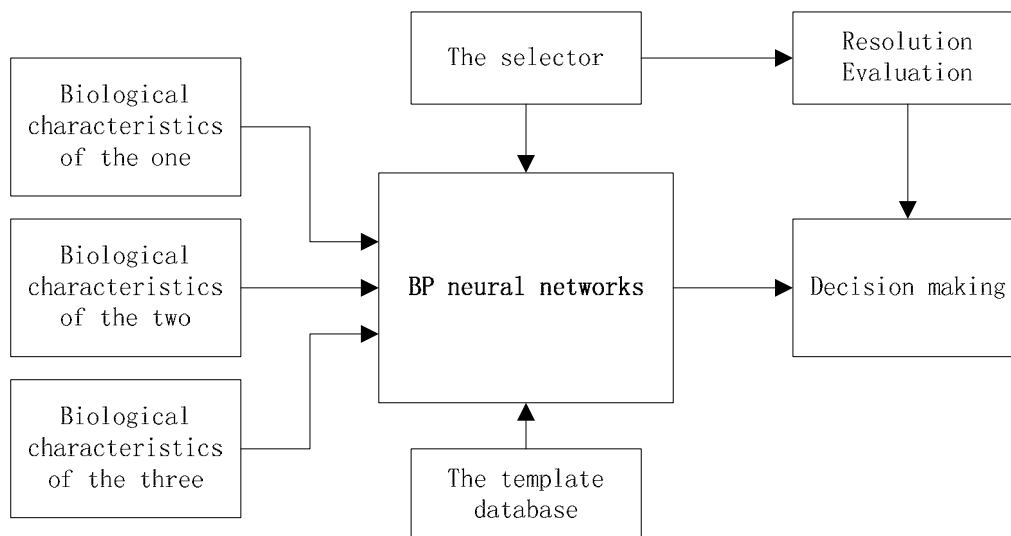 Biological
characteristics
of the one
Biological
characteristics
of the two
Biological
characteristics
of the three
The selector
BP neural networks
The template
database
Resolution
Evaluation
Decision making